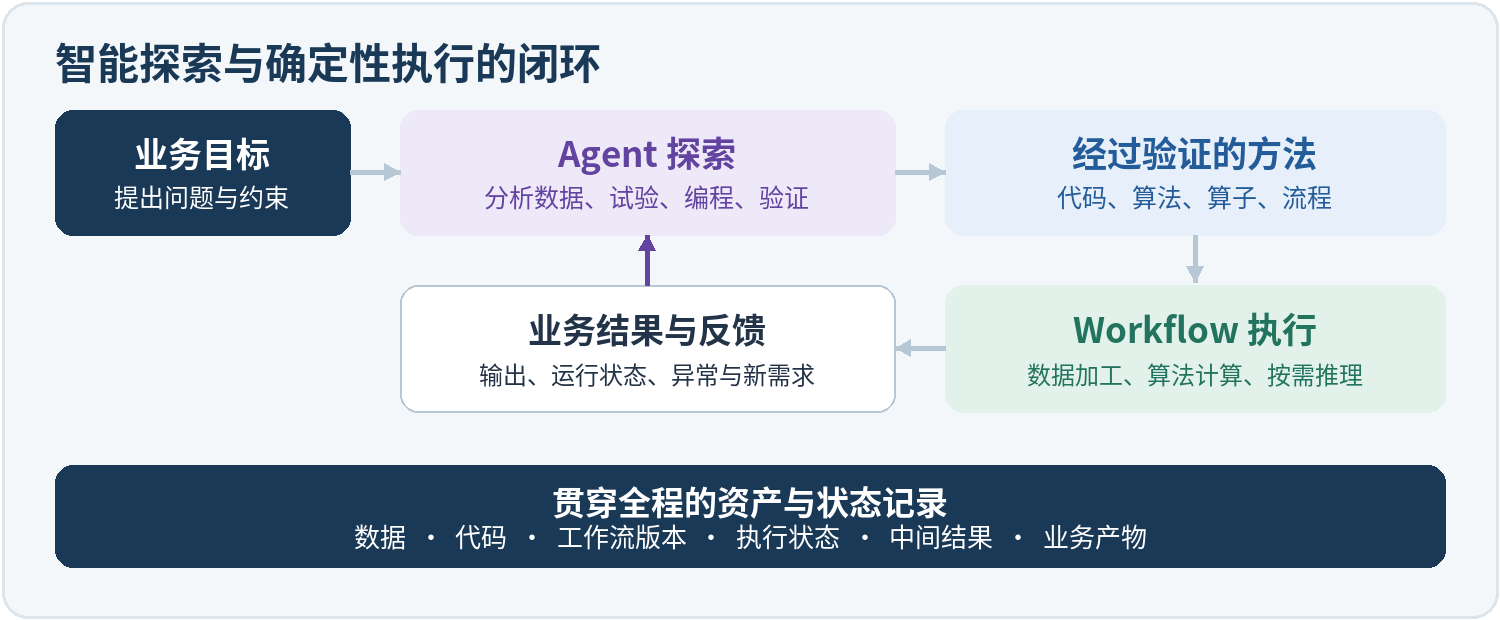 智能探索与确定性执行的闭环
业务目标
提出问题与约束
Agent 探索
分析数据、试验、编程、验证
经过验证的方法
代码、算法、算子、流程
业务结果与反馈
输出、运行状态、异常与新需求
Workflow 执行
数据加工、算法计算、按需推理
贯穿全程的资产与状态记录
数据 · 代码 · 工作流版本 · 执行状态 · 中间结果 · 业务产物